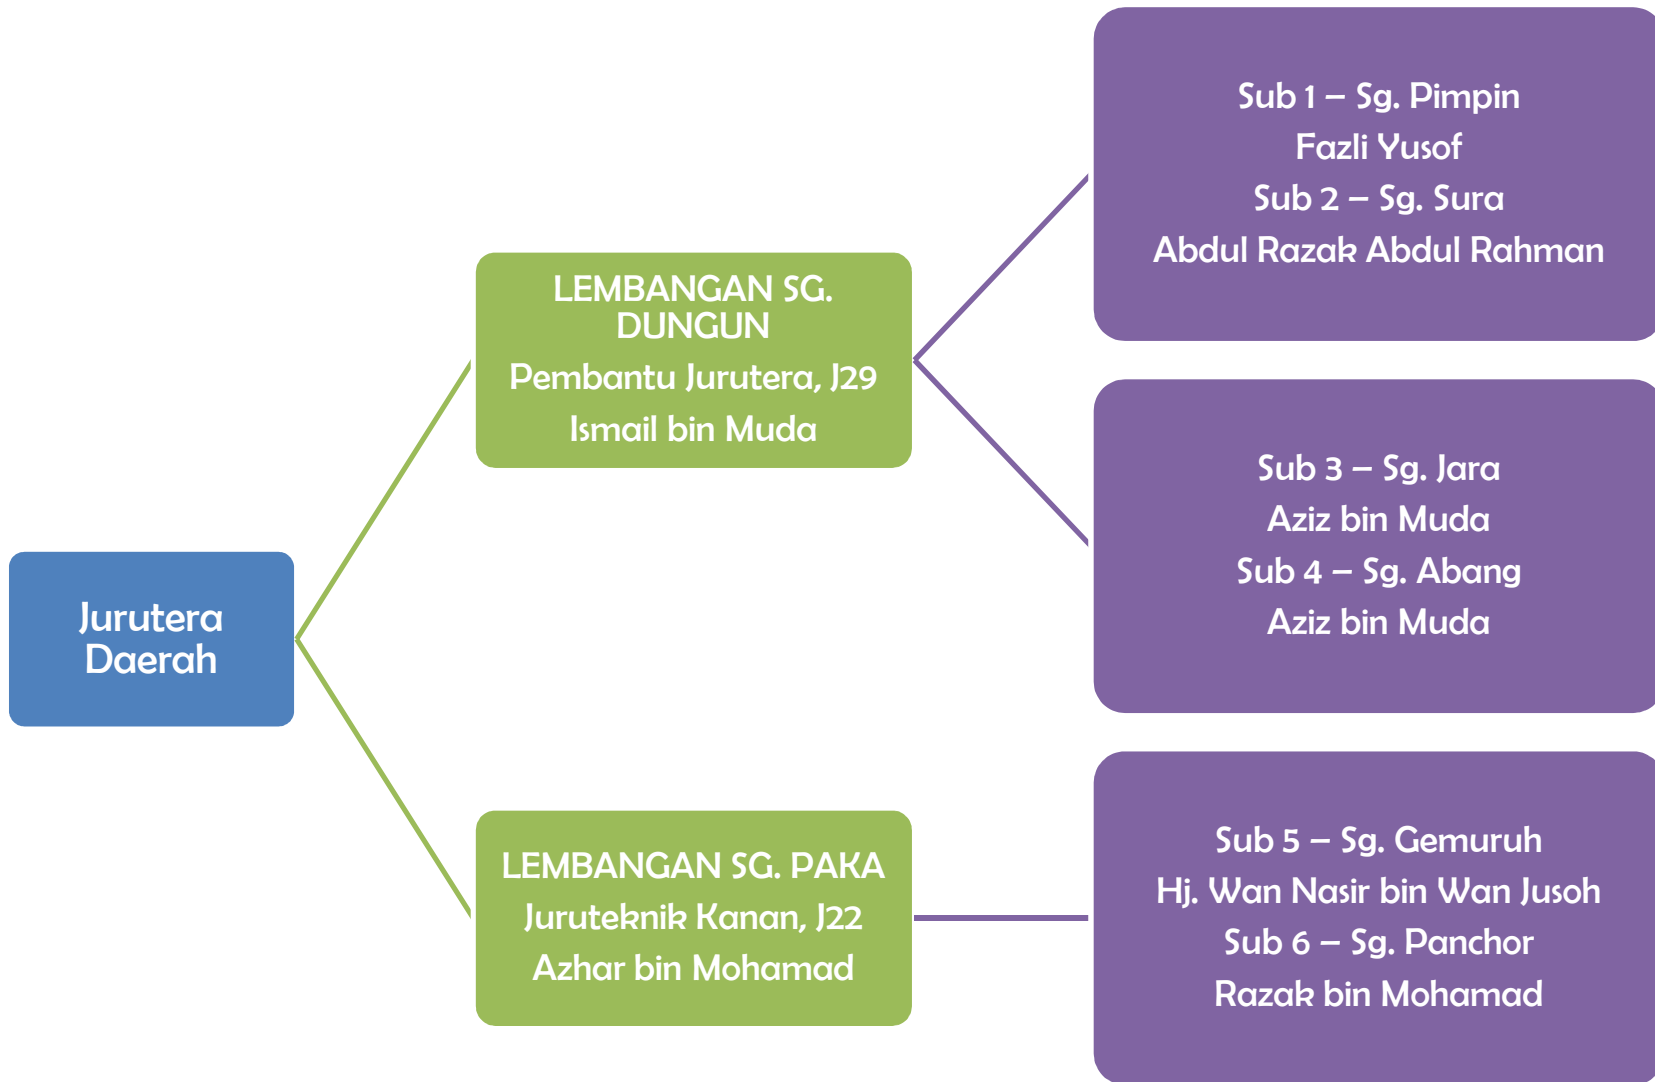 Jurutera
Daerah
LEMBANGAN SG.
DUNGUN
Pembantu Jurutera, J29
Ismail bin Muda
Sub 1 – Sg. Pimpin
Fazli Yusof
Sub 2 – Sg. Sura
Abdul Razak Abdul Rahman
Sub 3 – Sg. Jara
Aziz bin Muda
Sub 4 – Sg. Abang
Aziz bin Muda
LEMBANGAN SG. PAKA
Juruteknik Kanan, J22
Azhar bin Mohamad
Sub 5 – Sg. Gemuruh
Hj. Wan Nasir bin Wan Jusoh
Sub 6 – Sg. Panchor
Razak bin Mohamad